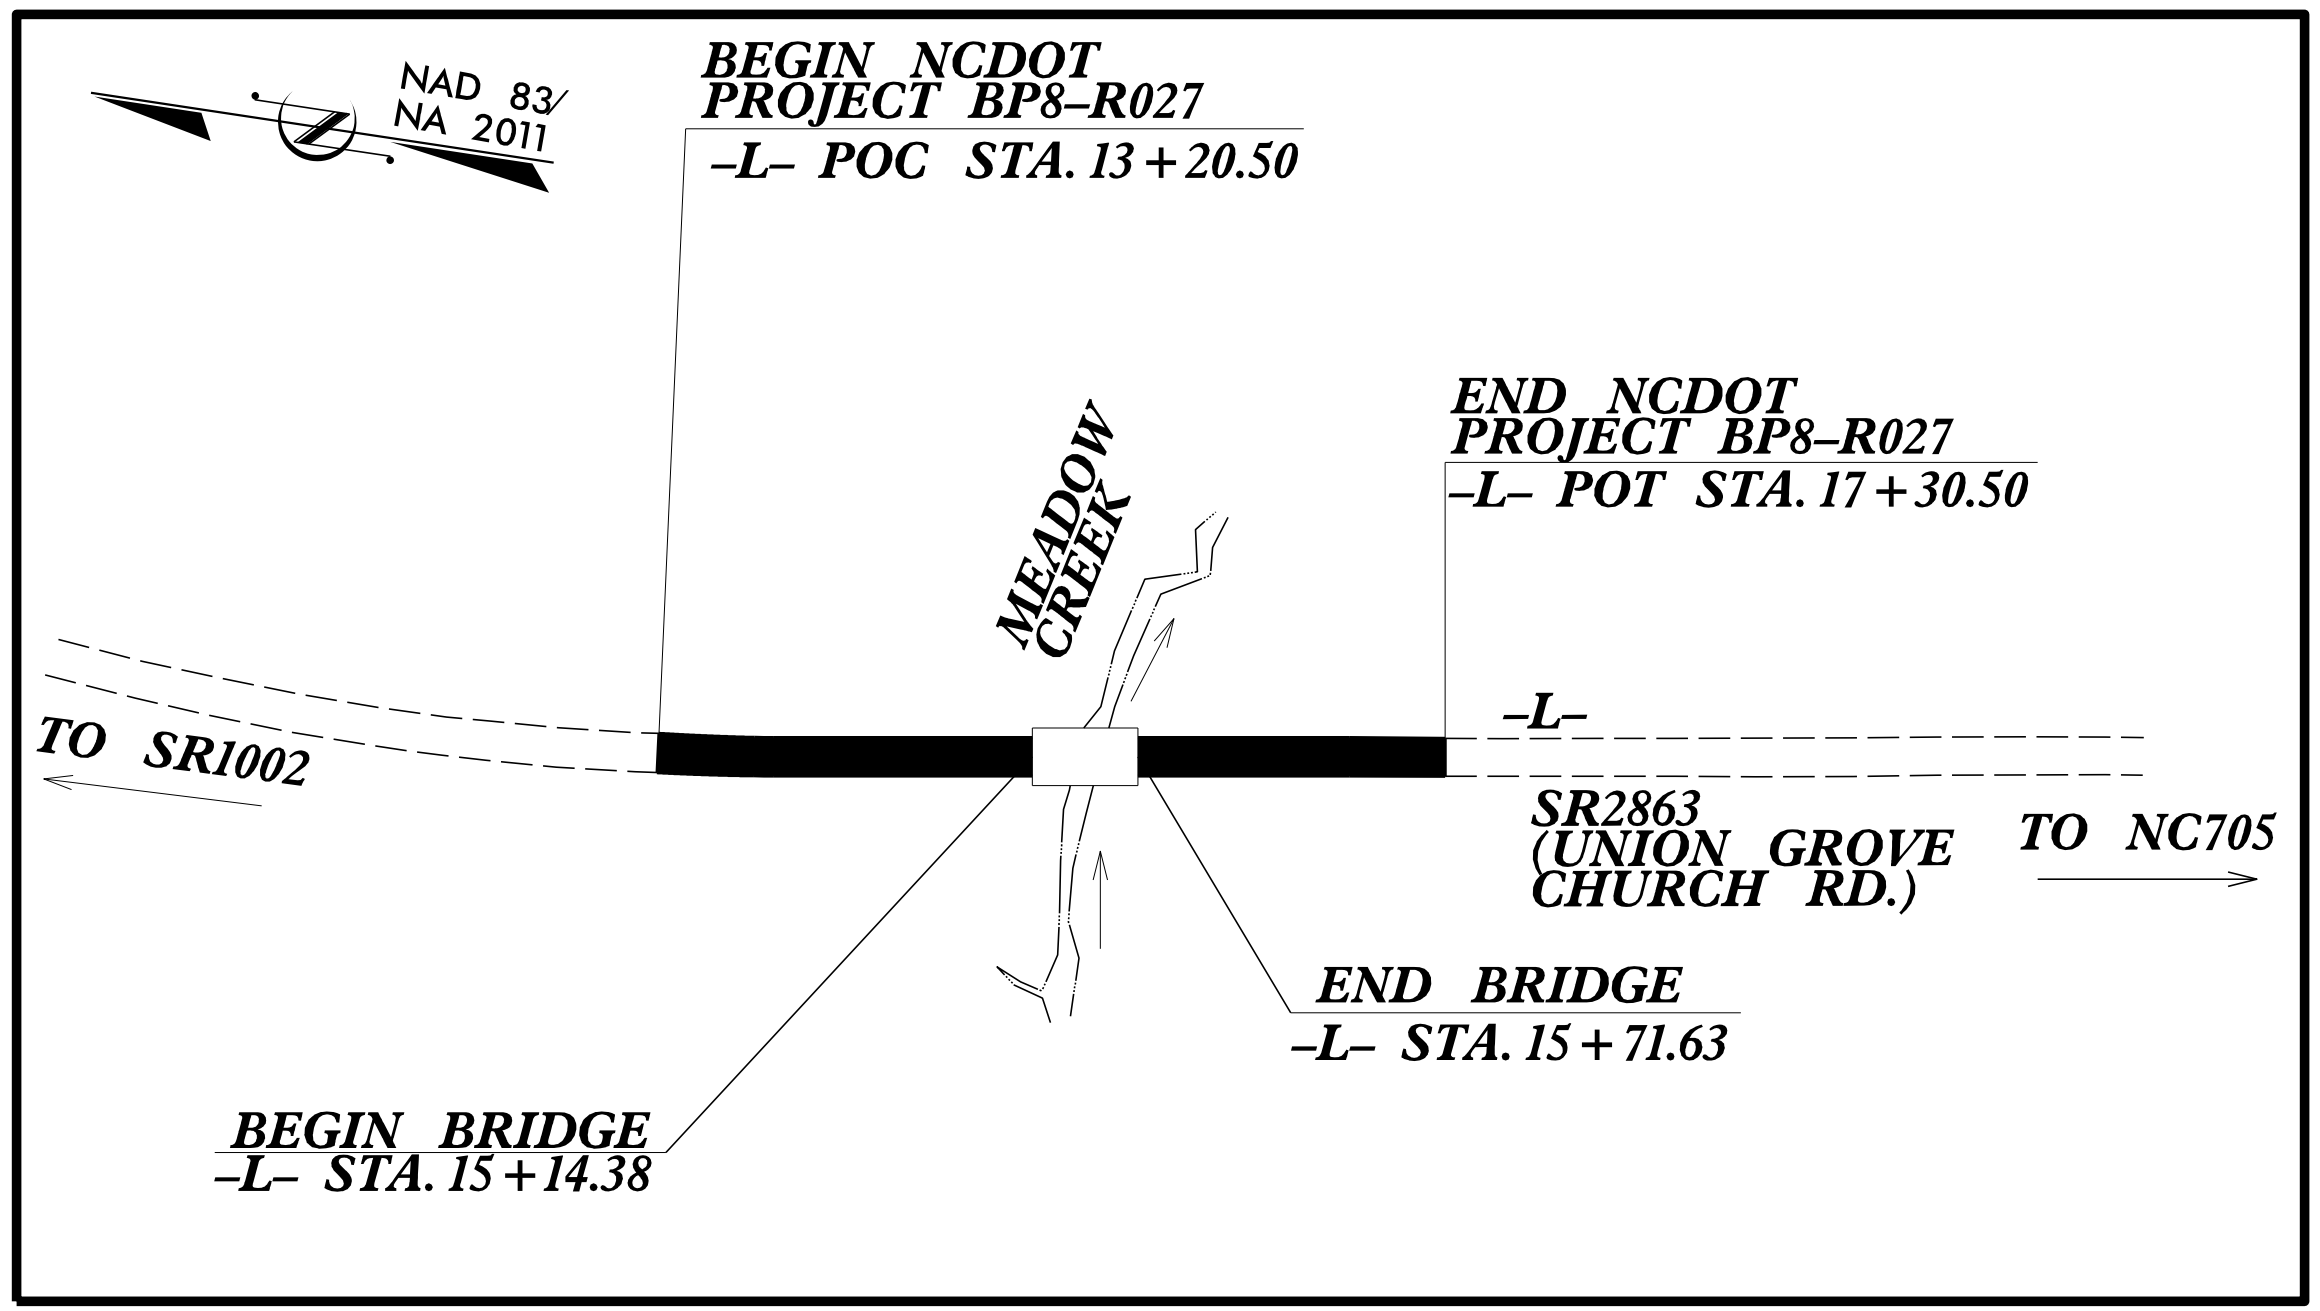 NAD 83/
NA 2011
BEGIN NCDOT
PROJECT BP8–R027
–L– POC STA. 13+20.50
END NCDOT
PROJECT BP8–R027
–L– POT STA. 17+30.50
MEADOW
CREEK
–L–
TO SR1002
SR2863
(UNION GROVE
CHURCH RD.)
TO NC705
END BRIDGE
–L– STA. 15+71.63
BEGIN BRIDGE
–L– STA. 15+14.38